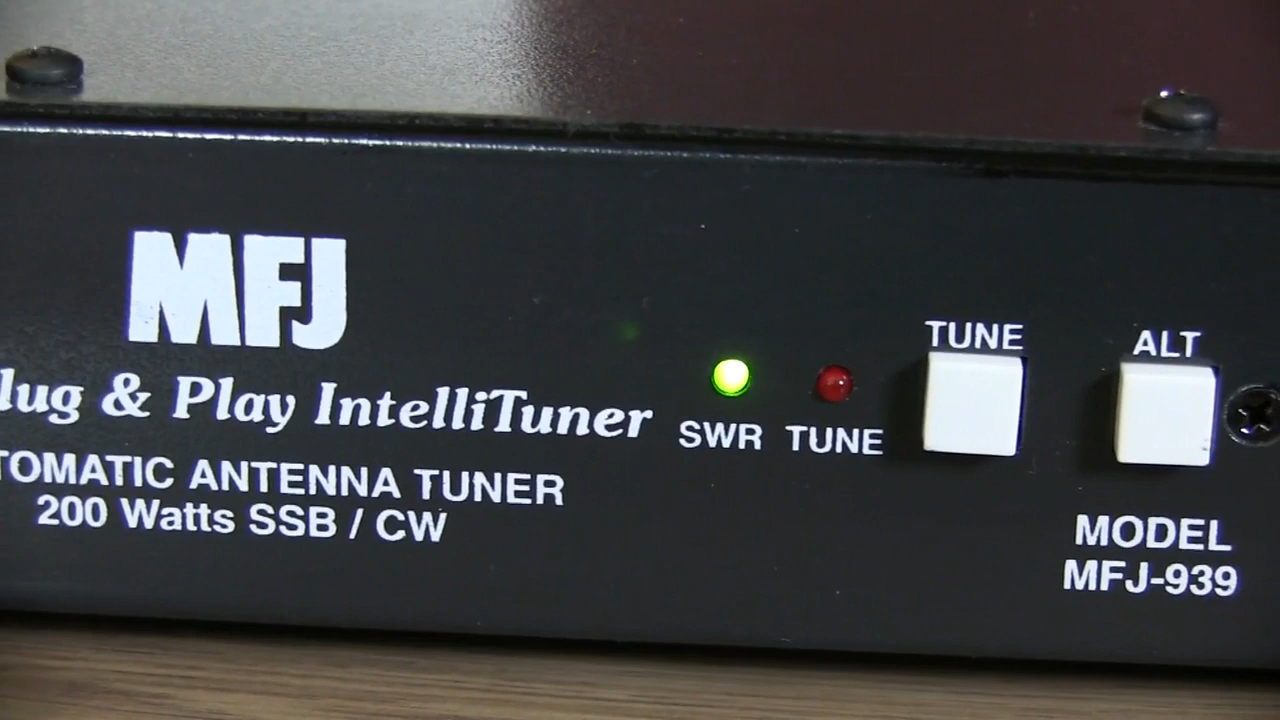 MFJ
lug & Play IntelliTuner
TOMATIC ANTENNA TUNER
200 Watts SSB / CW
SWR
TUNE
TUNE
ALT
MODEL
MFJ-939